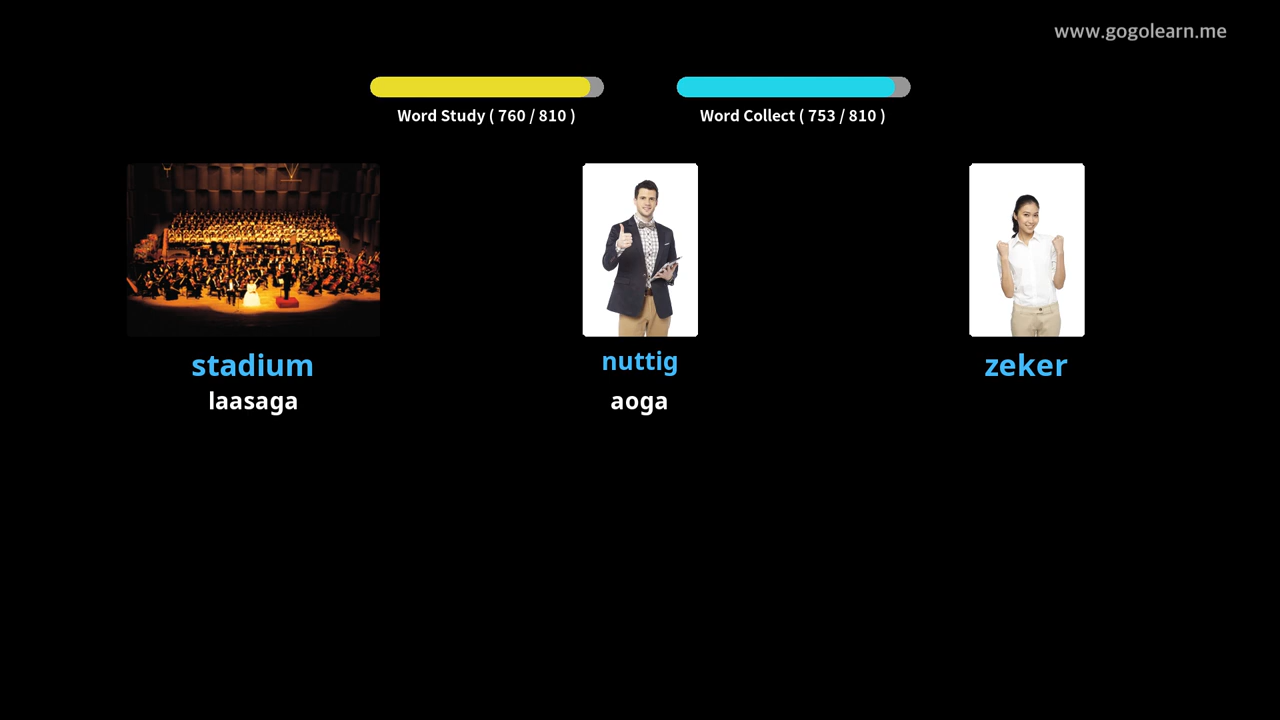 www.gogolearn.me
Word Study ( 760 / 810 )
Word Collect ( 753 / 810 )
stadium
laasaga
nuttig
aoga
zeker